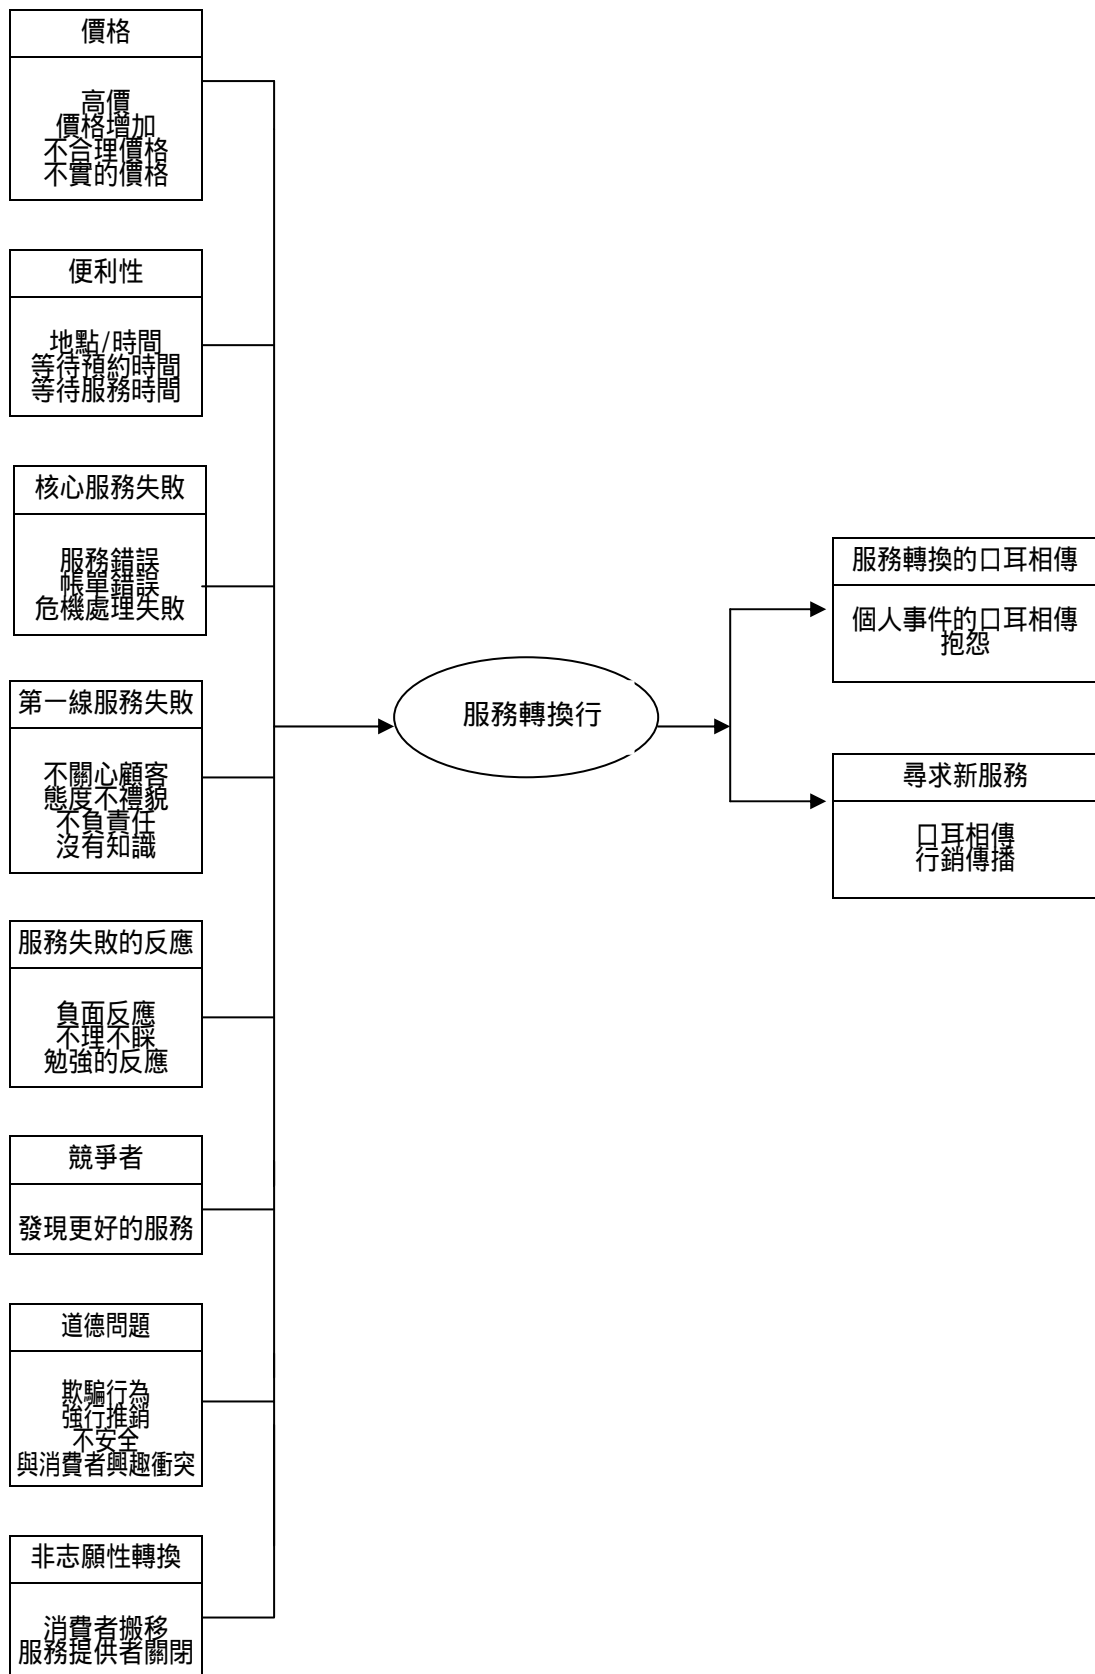 價格
高價
價格增加
不合理價格
不實的價格
便利性
地點/時間
等待預約時間
等待服務時間
核心服務失敗
服務錯誤
帳單錯誤
危機處理失敗
第一線服務失敗
不關心顧客
態度不禮貌
不負責任
沒有知識
服務失敗的反應
負面反應
不理不睬
勉強的反應
競爭者
發現更好的服務
道德問題
欺騙行為
強行推銷
不安全
與消費者興趣衝突
非志願性轉換
消費者搬移
服務提供者關閉
服務轉換行
服務轉換的口耳相傳
個人事件的口耳相傳
抱怨
尋求新服務
口耳相傳
行銷傳播